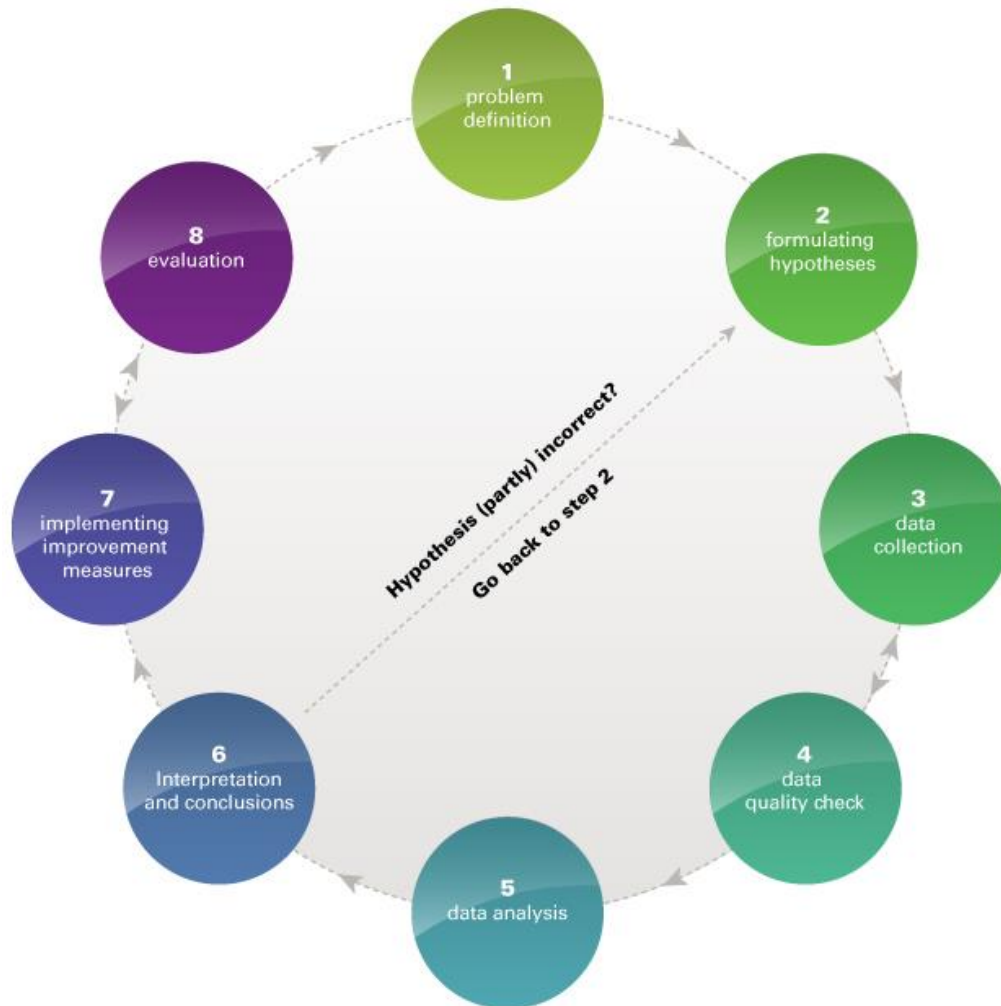 1
problem
definition
2
formulating
hypotheses
3
data
collection
4
data
quality check
5
data analysis
6
Interpretation
and conclusions
7
implementing
improvement
measures
8
evaluation
Hypothesis (partly) incorrect?
Go back to step 2